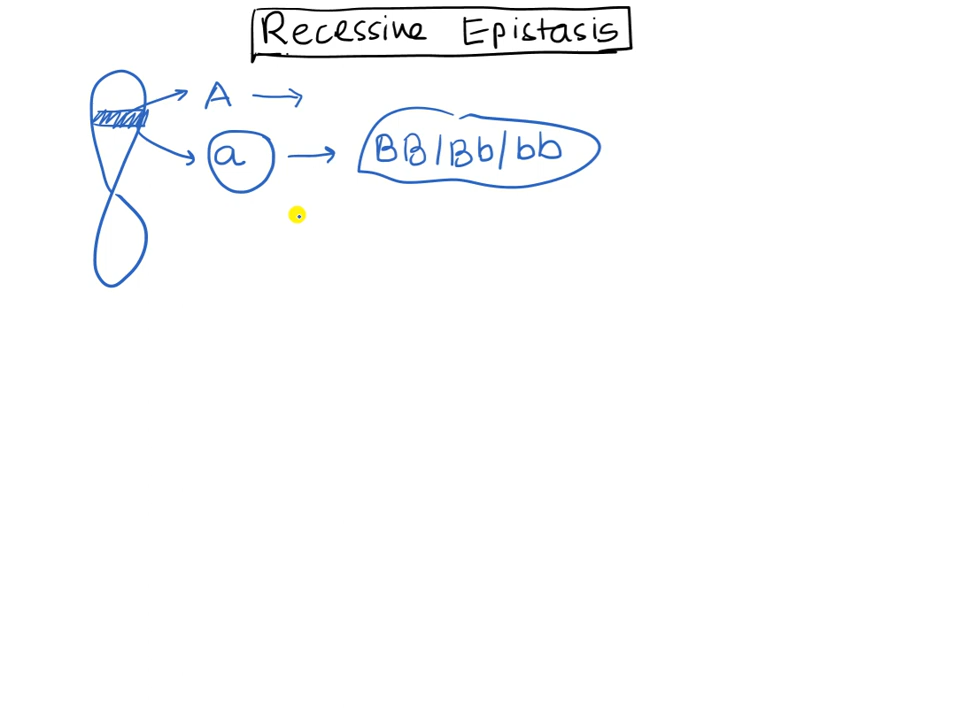 Recessive Epistasis
A →
a → BB/Bb/bb